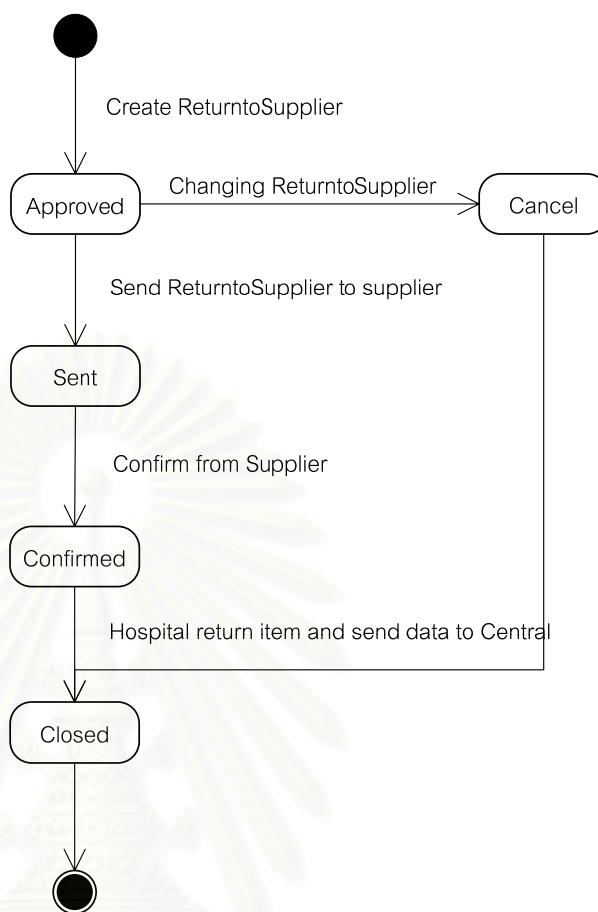 Create ReturntoSupplier
Changing ReturntoSupplier
Approved
Cancel
Send ReturntoSupplier to supplier
Sent
Confirm from Supplier
Confirmed
Hospital return item and send data to Central
Closed